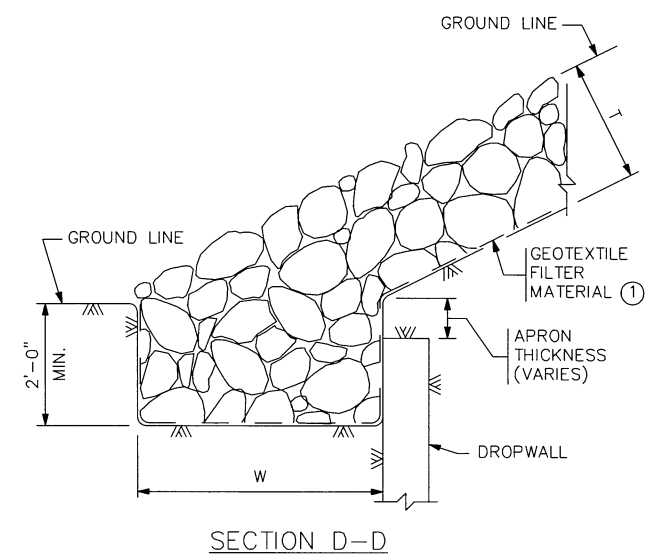 GROUND LINE
T
GROUND LINE
GEOTEXTILE
FILTER
MATERIAL 1
2'-0"
MIN.
APRON
THICKNESS
(VARIES)
DROPWALL
W
SECTION D-D